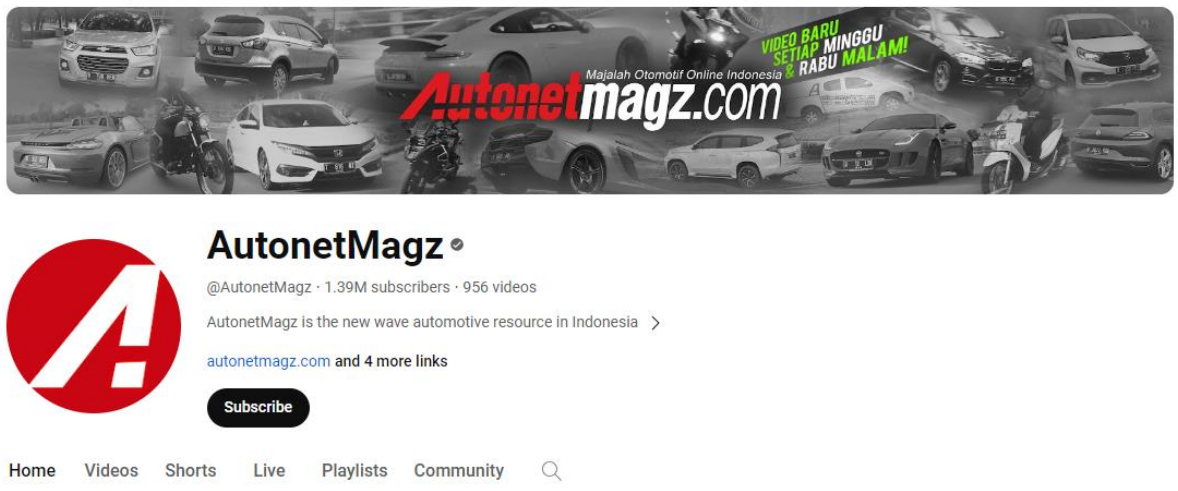 VIDEO BARU
SETIAP MINGGU
& RABU MALAM!
Majalah Otomotif Online Indonesia
Autonetmagz.com
AutonetMagz
@AutonetMagz · 1.39M subscribers · 956 videos
AutonetMagz is the new wave automotive resource in Indonesia
autonetmagz.com and 4 more links
Subscribe
Home Videos Shorts Live Playlists Community